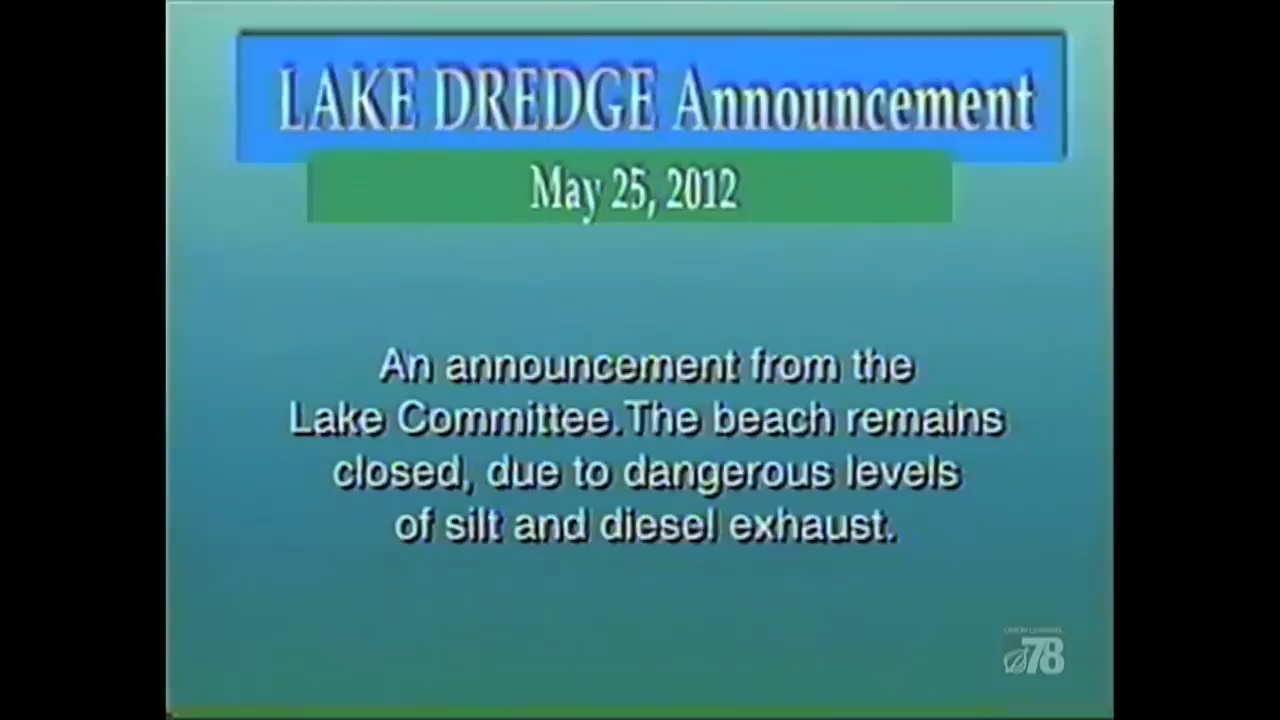 LAKE DREDGE Announcement
May 25, 2012
An announcement from the
Lake Committee.The beach remains
closed, due to dangerous levels
of silt and diesel exhaust.
78